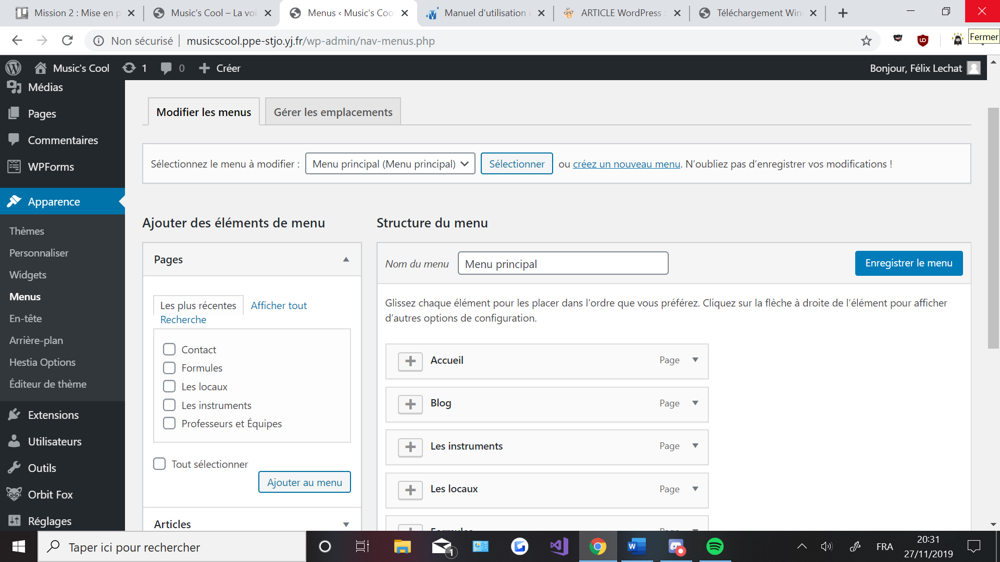 Mission 2 : Mise en p
Music's Cool – La voi
Menus ‹ Music's Coo
Manuel d'utilisation
ARTICLE WordPress :
Téléchargement Win
Non sécurisé
musicscool.ppe-stjo.yj.fr/wp-admin/nav-menus.php
Fermer
Music's Cool
1
0
Créer
Bonjour, Félix Lechat
Médias
Pages
Commentaires
WPForms
Apparence
Thèmes
Personnaliser
Widgets
Menus
En-tête
Arrière-plan
Hestia Options
Éditeur de thème
Extensions
Utilisateurs
Outils
Orbit Fox
Réglages
Modifier les menus
Gérer les emplacements
Sélectionnez le menu à modifier : Menu principal (Menu principal) Sélectionner ou créez un nouveau menu. N'oubliez pas d'enregistrer vos modifications !
Ajouter des éléments de menu
Pages
Les plus récentes
Afficher tout
Recherche
Contact
Formules
Les locaux
Les instruments
Professeurs et Équipes
Tout sélectionner
Ajouter au menu
Articles
Structure du menu
Nom du menu Menu principal
Enregistrer le menu
Glissez chaque élément pour les placer dans l'ordre que vous préférez. Cliquez sur la flèche à droite de l'élément pour afficher
d'autres options de configuration.
Accueil Page
Blog Page
Les instruments Page
Les locaux Page
Formules Page
Taper ici pour rechercher
1
FRA
20:31
27/11/2019